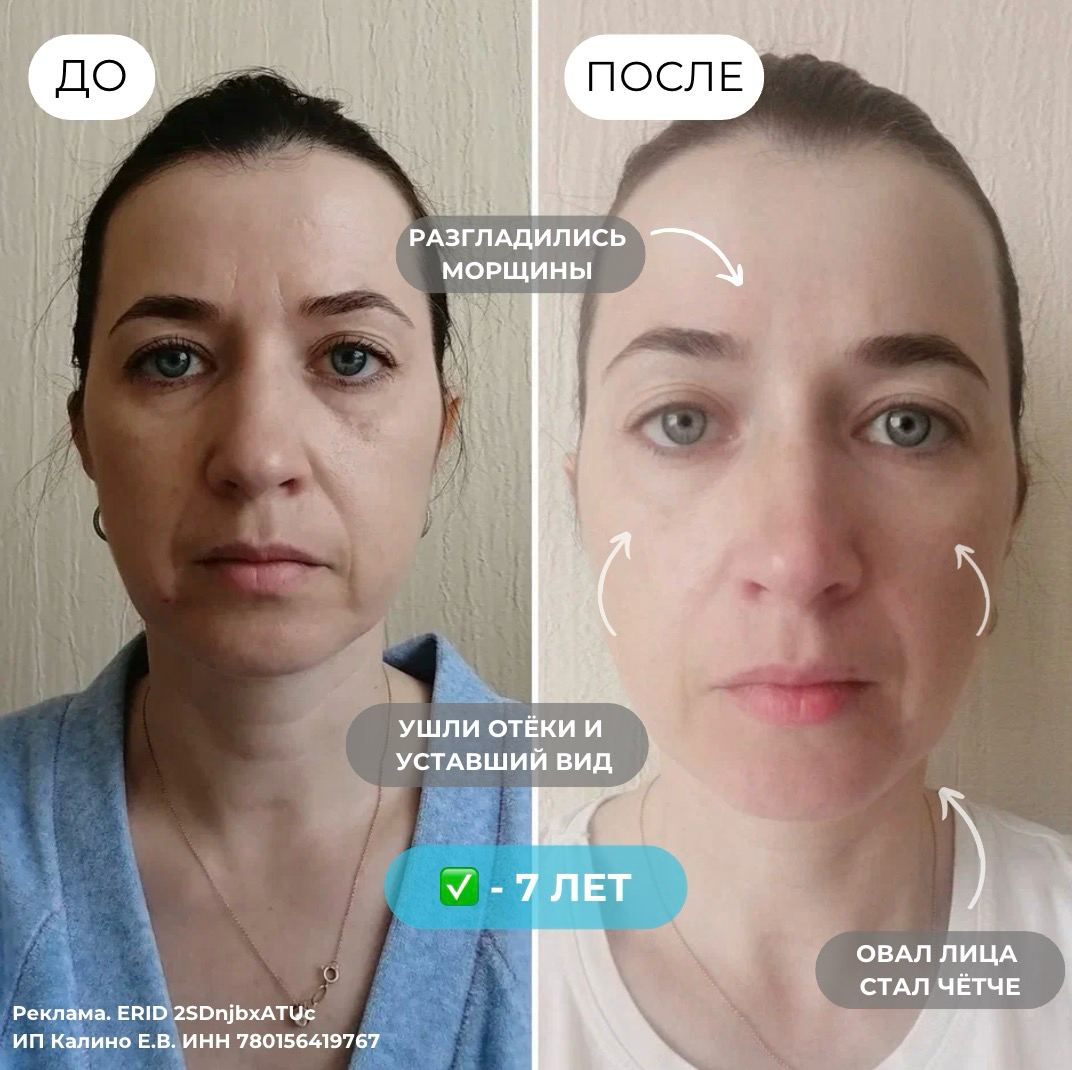 ДО
ПОСЛЕ
РАЗГЛАДИЛИСЬ
МОРЩИНЫ
УШЛИ ОТЁКИ И
УСТАВШИЙ ВИД
✅ - 7 ЛЕТ
ОВАЛ ЛИЦА
СТАЛ ЧЁТЧЕ
Реклама. ERID 2SDnjbxATUc
ИП Калино Е.В. ИНН 780156419767